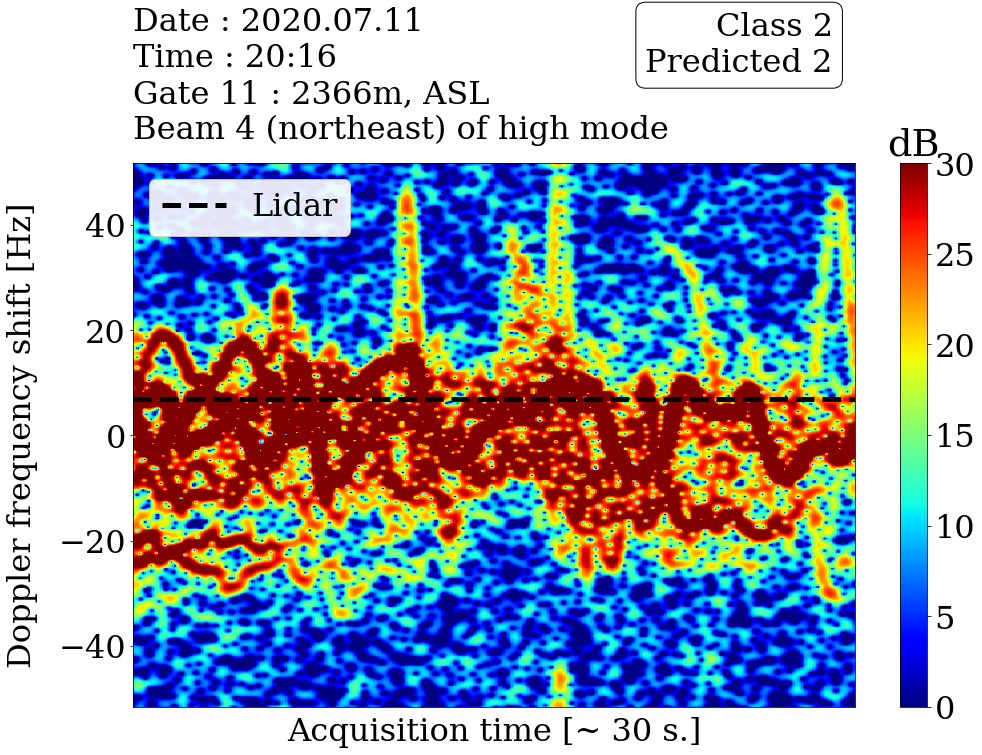 Date : 2020.07.11
Time : 20:16
Gate 11 : 2366m, ASL
Beam 4 (northeast) of high mode
Class 2
Predicted 2
dB
Lidar
Doppler frequency shift [Hz]
40
20
0
−20
−40
30
25
20
15
10
5
0
Acquisition time [~ 30 s.]